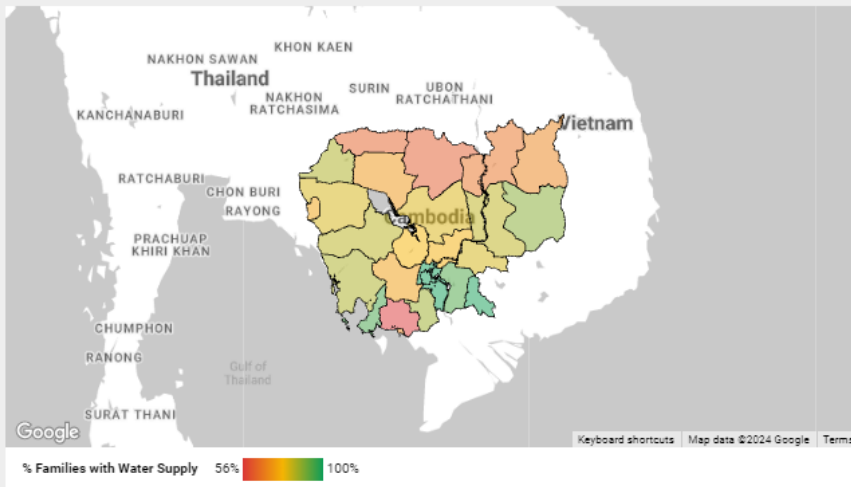 KHON KAEN
NAKHON SAWAN
Thailand
SURIN
UBON
RATCHATHANI
NAKHON
RATCHASIMA
KANCHANABURI
Vietnam
RATCHABURI
CHON BURI
RAYONG
Cambodia
PRACHUAP
KHIRI KHAN
CHUMPHON
RANONG
Gulf of
Thailand
SURAT THANI
Google
Keyboard shortcuts
Map data ©2024 Google
Terms
% Families with Water Supply 56% 100%